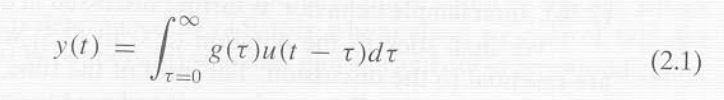 y(t) = ∫_{τ=0}^{∞} g(τ)u(t − τ)dτ (2.1)